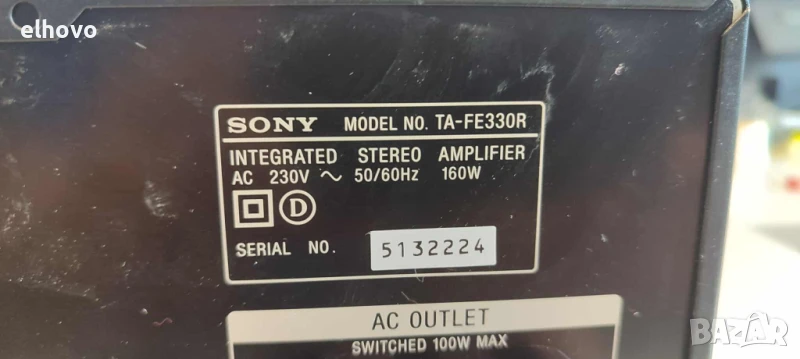 elhovo
SONY MODEL NO. TA-FE330R
INTEGRATED STEREO AMPLIFIER
AC 230V ~ 50/60Hz 160W
D
SERIAL NO. 5132224
AC OUTLET
SWITCHED 100W MAX
BAZAR